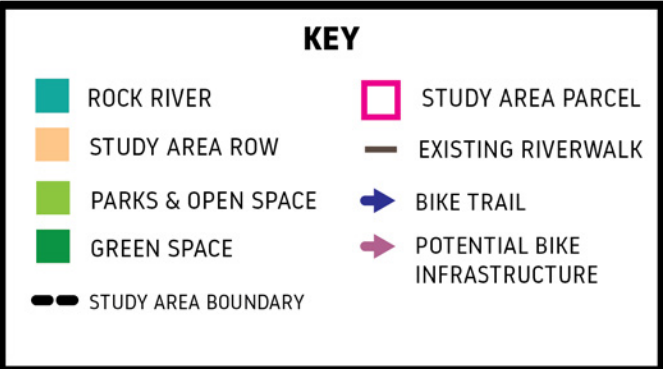 KEY
ROCK RIVER
STUDY AREA ROW
PARKS & OPEN SPACE
GREEN SPACE
STUDY AREA BOUNDARY
STUDY AREA PARCEL
EXISTING RIVERWALK
BIKE TRAIL
POTENTIAL BIKE
INFRASTRUCTURE